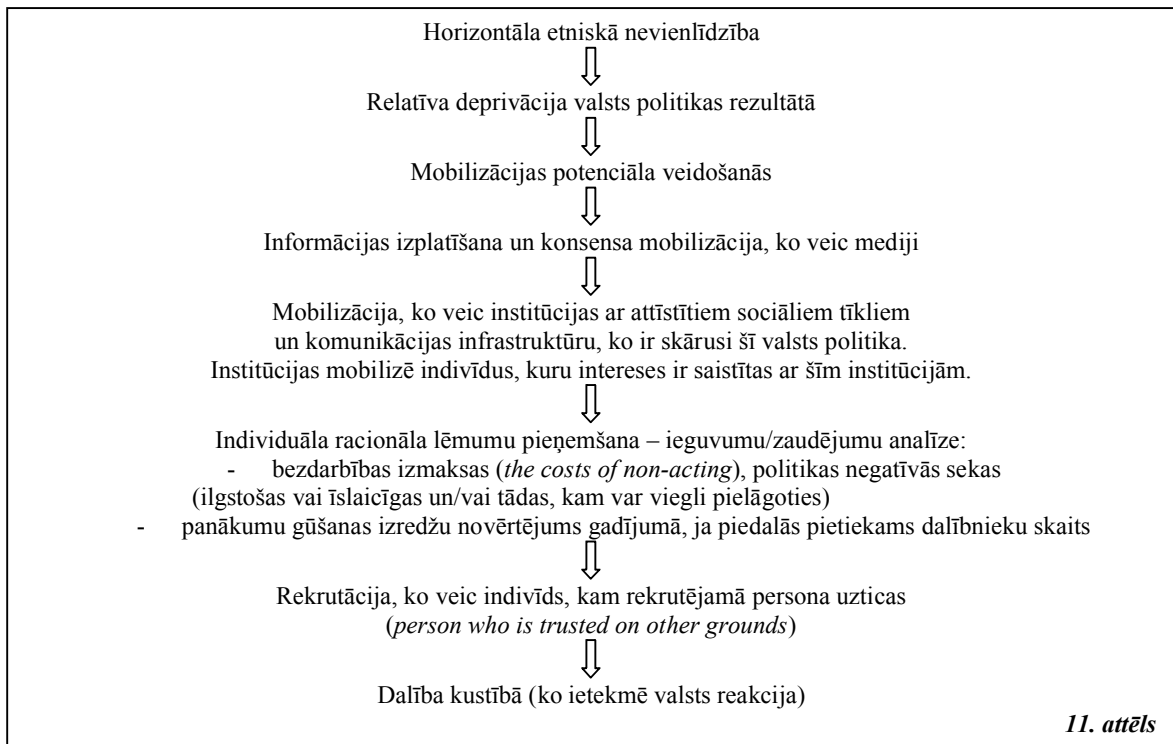 Horizontāla etniskā nevienlīdzība
Relatīva deprivācija valsts politikas rezultātā
Mobilizācijas potenciāla veidošanās
Informācijas izplatīšana un konsensa mobilizācija, ko veic mediji
Mobilizācija, ko veic institūcijas ar attīstītiem sociāliem tīkliem
un komunikācijas infrastruktūru, ko ir skārusi šī valsts politika.
Institūcijas mobilizē indivīdus, kuru intereses ir saistītas ar šīm institūcijām.
Individuāla racionāla lēmumu pieņemšana – ieguvumu/zaudējumu analīze:
- bezdarbības izmaksas (the costs of non-acting), politikas negatīvās sekas
(ilgstošas vai īslaicīgas un/vai tādas, kam var viegli pielāgoties)
- panākumu gūšanas izredžu novērtējums gadījumā, ja piedalās pietiekams dalībnieku skaits
Rekrutācija, ko veic indivīds, kam rekrutējamā persona uzticas
(person who is trusted on other grounds)
Dalība kustībā (ko ietekmē valsts reakcija)
11. attēls